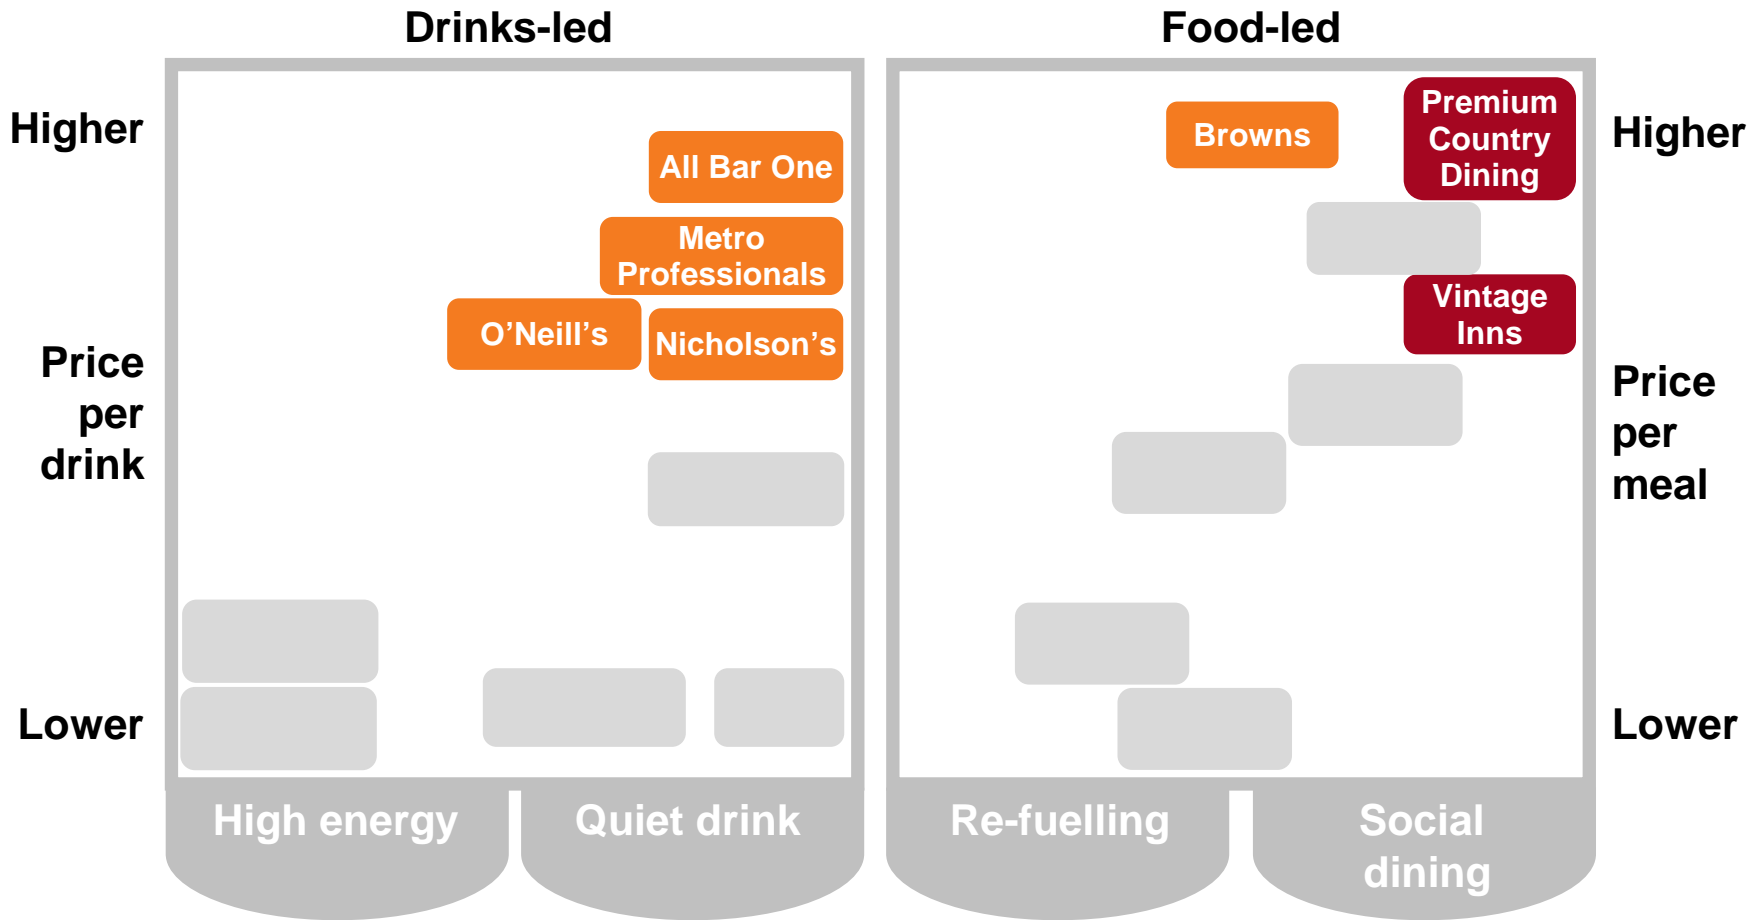 Drinks-led
Food-led
Higher
Price
per
drink
Lower
All Bar One
Metro
Professionals
O’Neill’s
Nicholson’s
Browns
Premium
Country
Dining
Vintage
Inns
Higher
Price
per
meal
Lower
High energy
Quiet drink
Re-fuelling
Social
dining